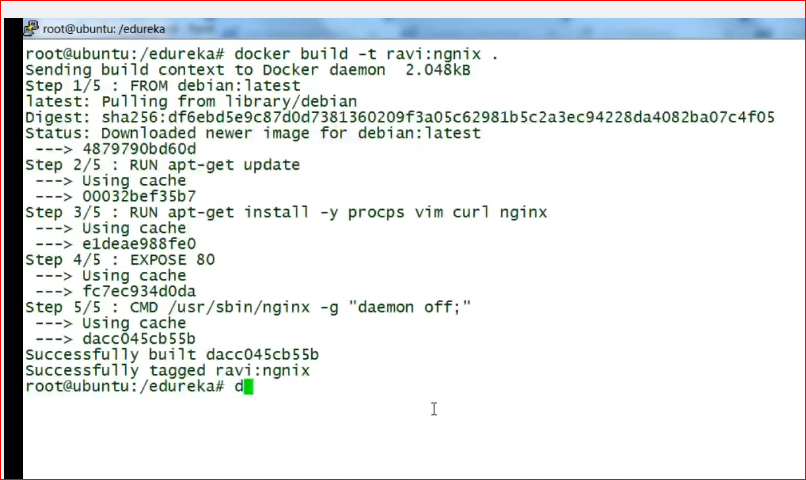 root@ubuntu: /edureka
root@ubuntu:/edureka# docker build -t ravi:ngnix .
Sending build context to Docker daemon  2.048kB
Step 1/5 : FROM debian:latest
latest: Pulling from library/debian
Digest: sha256:df6ebd5e9c87d0d7381360209f3a05c62981b5c2a3ec94228da4082ba07c4f05
Status: Downloaded newer image for debian:latest
 ---> 4879790bd60d
Step 2/5 : RUN apt-get update
 ---> Using cache
 ---> 00032bef35b7
Step 3/5 : RUN apt-get install -y procps vim curl nginx
 ---> Using cache
 ---> e1deae988fe0
Step 4/5 : EXPOSE 80
 ---> Using cache
 ---> fc7ec934d0da
Step 5/5 : CMD /usr/sbin/nginx -g "daemon off;"
 ---> Using cache
 ---> dacc045cb55b
Successfully built dacc045cb55b
Successfully tagged ravi:ngnix
root@ubuntu:/edureka# d